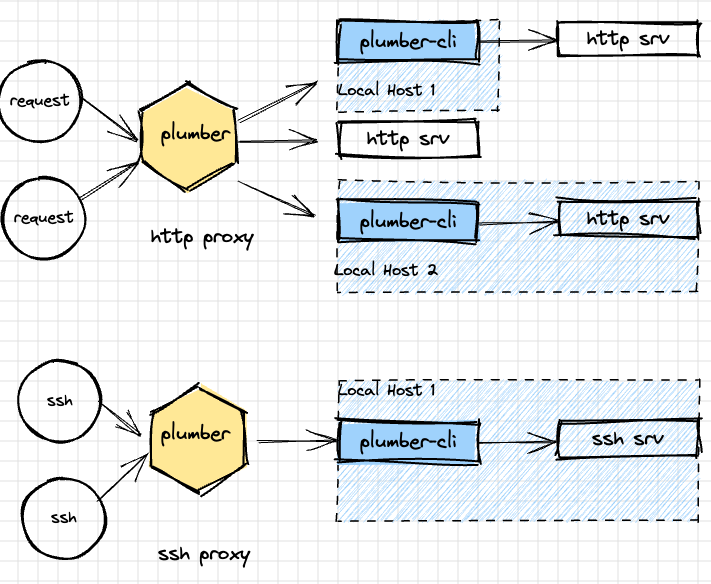 plumber-cli
http srv
Local Host 1
request
plumber
http srv
request
plumber-cli
http srv
http proxy
Local Host 2
Local Host 1
ssh
plumber
plumber-cli
ssh srv
ssh
ssh proxy